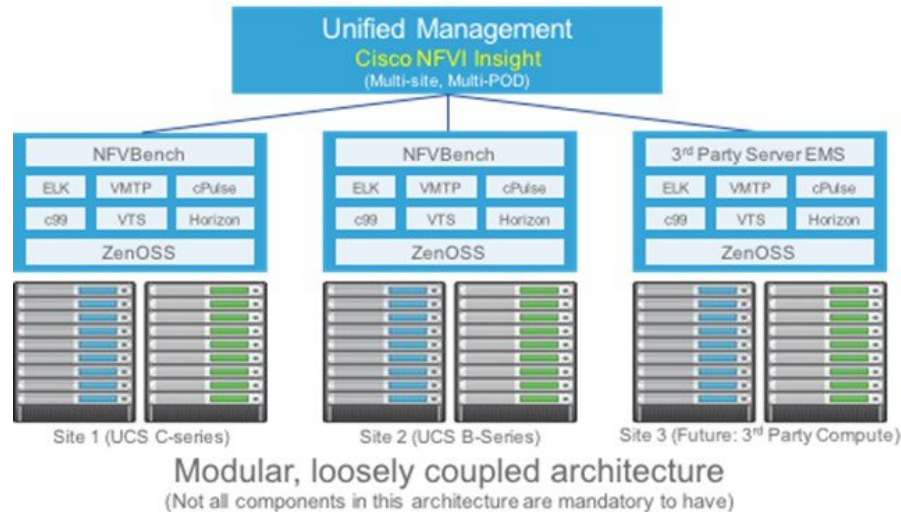 Unified Management
Cisco NFVI Insight
(Multi-site, Multi-POD)
NFVBench
ELK VMTP cPulse
c99 VTS Horizon
ZenOSS
Site 1 (UCS C-series)
NFVBench
ELK VMTP cPulse
c99 VTS Horizon
ZenOSS
Site 2 (UCS B-Series)
3rd Party Server EMS
ELK VMTP cPulse
c99 VTS Horizon
ZenOSS
Site 3 (Future: 3rd Party Compute)
Modular, loosely coupled architecture
(Not all components in this architecture are mandatory to have)